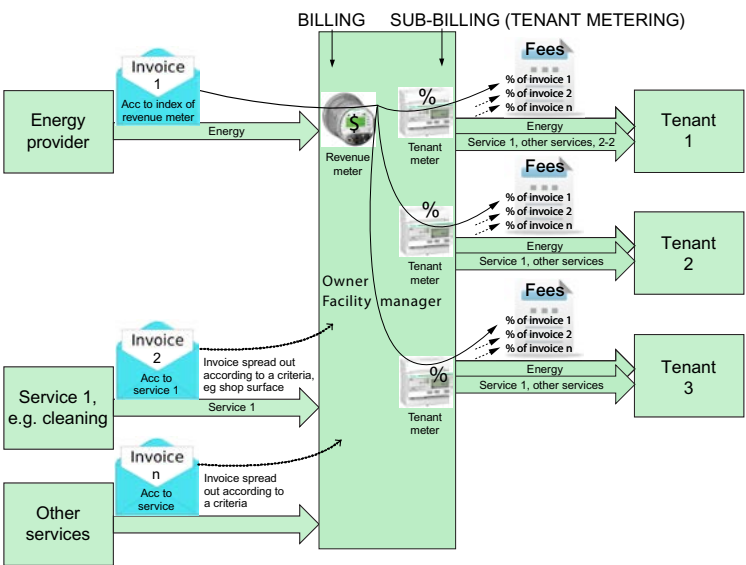 BILLING
SUB-BILLING (TENANT METERING)
Invoice
1
Acc to index of
revenue meter
Energy
provider
Energy
$
Revenue
meter
%
Tenant
meter
Fees
% of invoice 1
% of invoice 2
% of invoice n
Energy
Service 1, other services, 2-2
Tenant
1
%
Tenant
meter
Fees
% of invoice 1
% of invoice 2
% of invoice n
Energy
Service 1, other services
Tenant
2
Owner
Facility manager
Invoice
2
Acc to
service 1
Invoice spread out
according to a criteria,
eg shop surface
Service 1,
e.g. cleaning
Service 1
%
Tenant
meter
Fees
% of invoice 1
% of invoice 2
% of invoice n
Energy
Service 1, other services
Tenant
3
Invoice
n
Acc to
service
Invoice spread
out according to
a criteria
Other
services